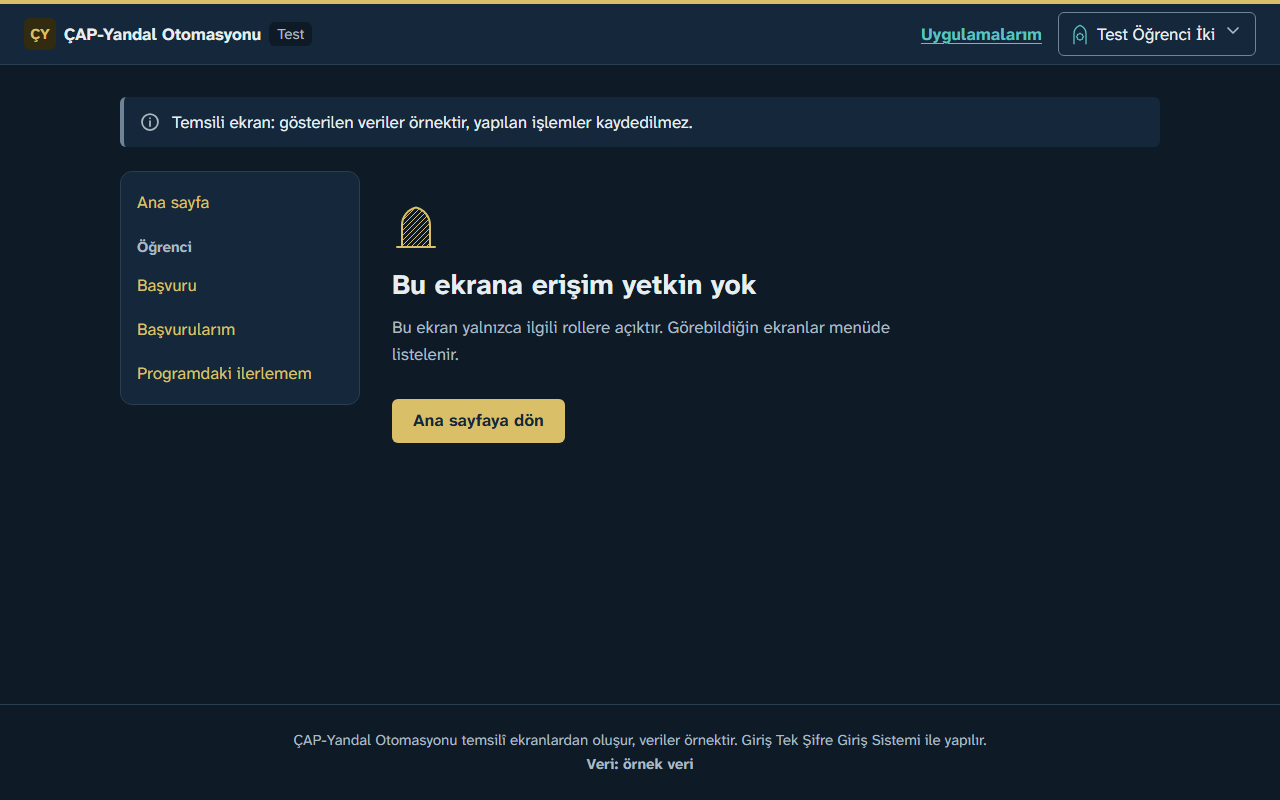 ÇY ÇAP-Yandal Otomasyonu Test
Uygulamalarım
Test Öğrenci İki
Temsili ekran: gösterilen veriler örnektir, yapılan işlemler kaydedilmez.
Ana sayfa
Öğrenci
Başvuru
Başvurularım
Programdaki ilerlemem
Bu ekrana erişim yetkin yok
Bu ekran yalnızca ilgili rollere açıktır. Görebildiğin ekranlar menüde
listelenir.
Ana sayfaya dön
ÇAP-Yandal Otomasyonu temsilî ekranlardan oluşur, veriler örnektir. Giriş Tek Şifre Giriş Sistemi ile yapılır.
Veri: örnek veri